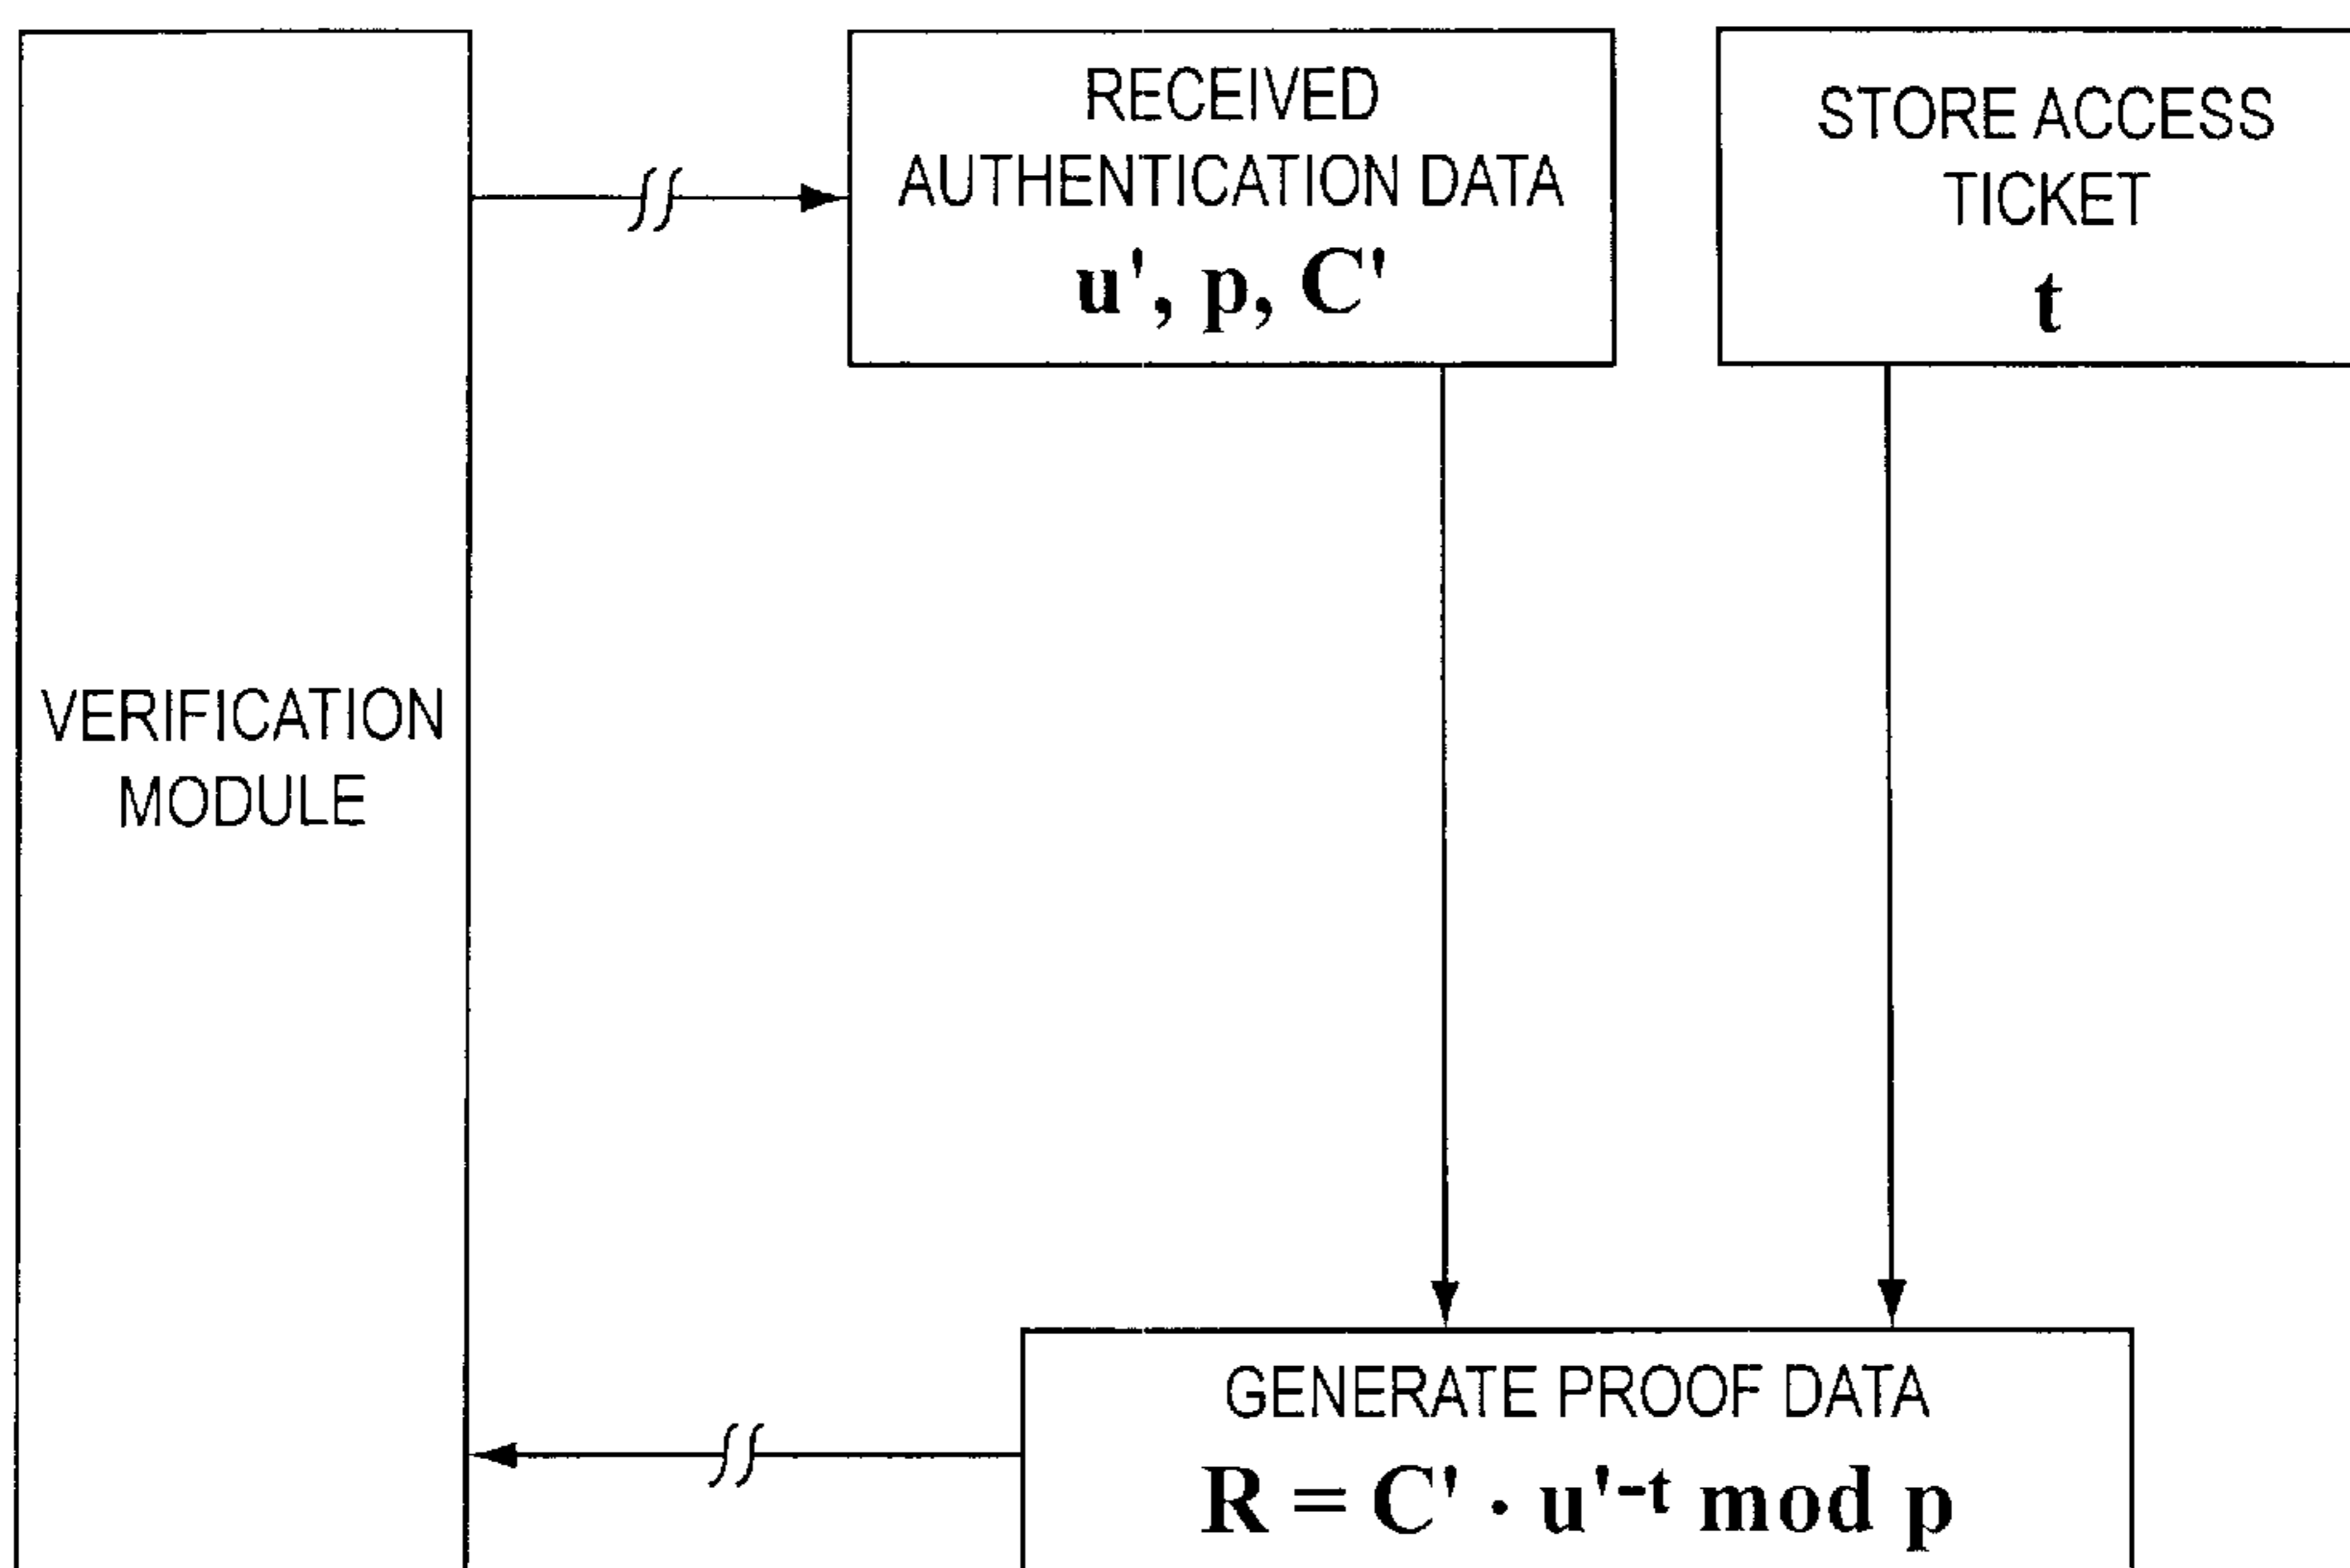 RECEIVED
AUTHENTICATION DATA
u', p, C'
STORE ACCESS
TICKET
t
VERIFICATION
MODULE
GENERATE PROOF DATA
R = C' · u'⁻ᵗ mod p